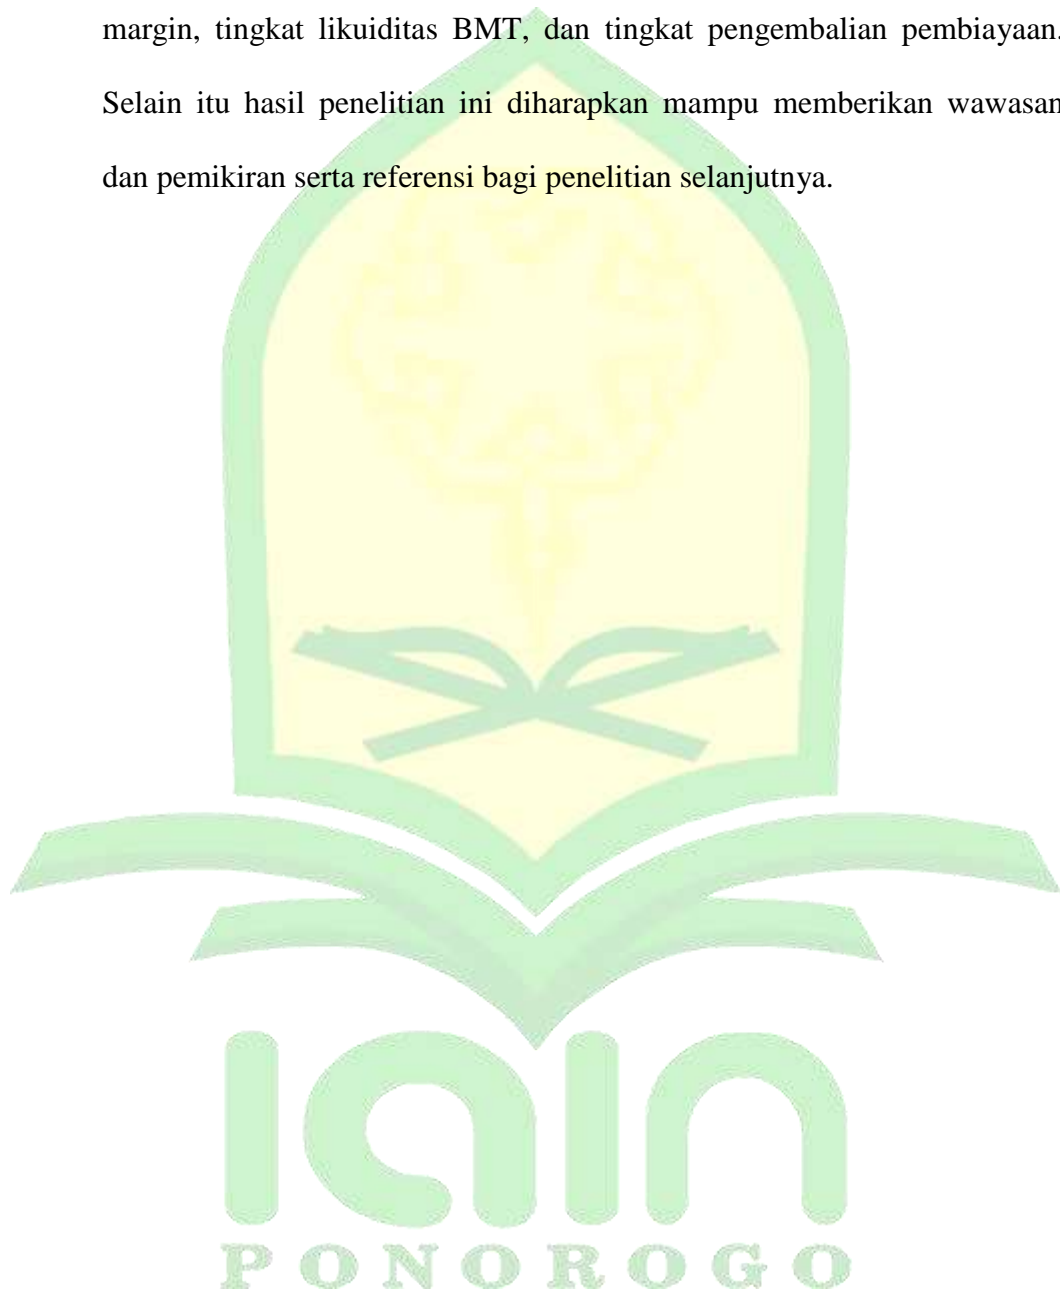 margin, tingkat likuiditas BMT, dan tingkat pengembalian pembiayaan.
Selain itu hasil penelitian ini diharapkan mampu memberikan wawasan
dan pemikiran serta referensi bagi penelitian selanjutnya.
iain
PONOROGO